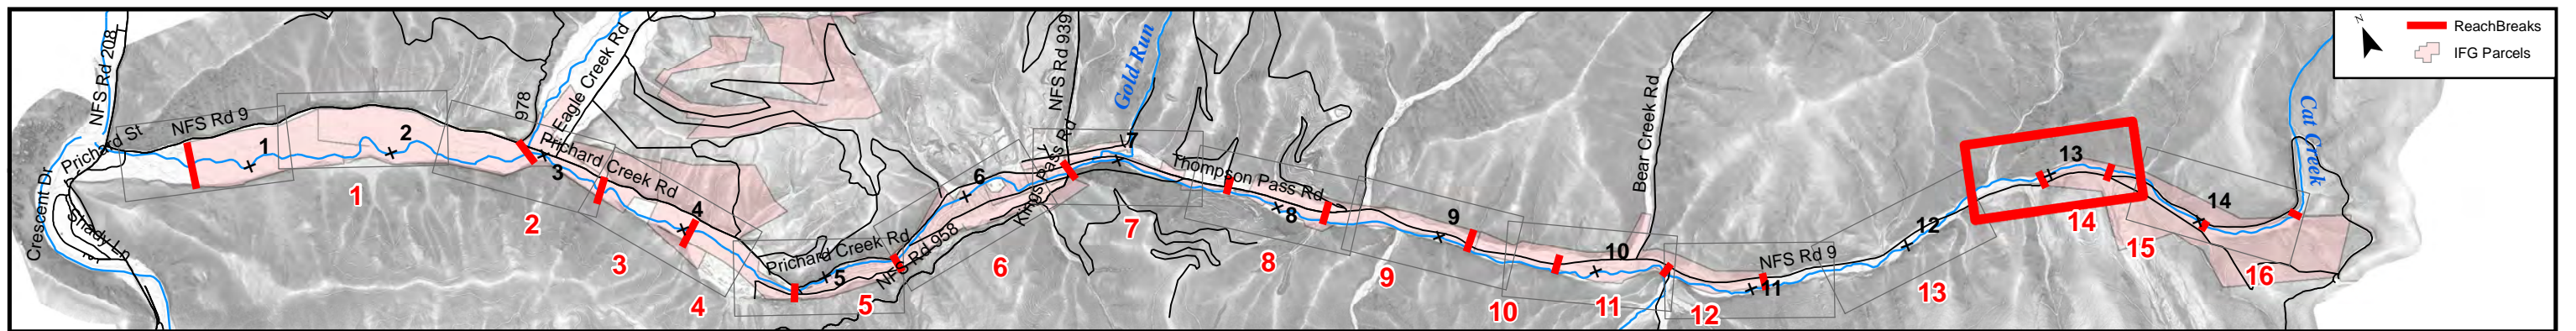 NFS Rd 208
Prichard St
NFS Rd 9
Crescent Dr
Shady Ln
978
Eagle Creek Rd
Prichard Creek Rd
Prichard Creek Rd
NFS Rd 958
Kings Pass Rd
NFS Rd 939
Gold Run
Thompson Pass Rd
Bear Creek Rd
NFS Rd 9
Cat Creek
N
ReachBreaks
IFG Parcels
1
2
3
4
5
6
7
8
9
10
11
12
13
14
1
2
3
4
5
6
7
8
9
10
11
12
13
14
15
16